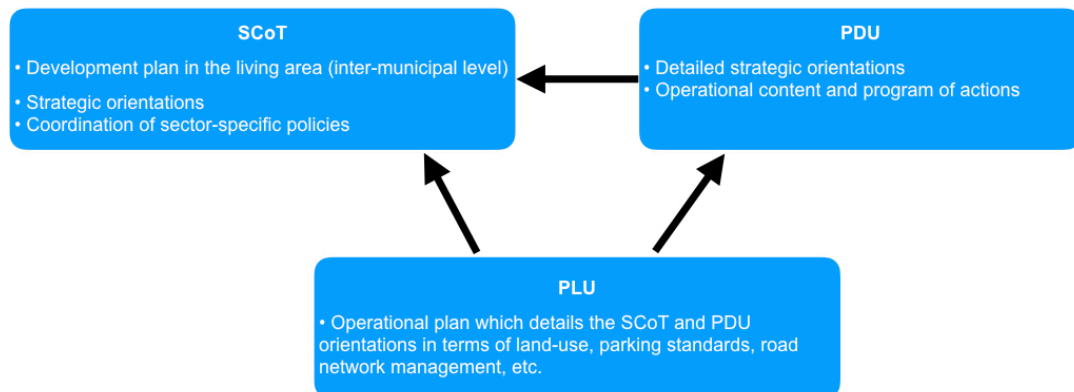 SCoT
• Development plan in the living area (inter-municipal level)
• Strategic orientations
• Coordination of sector-specific policies
PDU
• Detailed strategic orientations
• Operational content and program of actions
PLU
• Operational plan which details the SCoT and PDU
orientations in terms of land-use, parking standards, road
network management, etc.